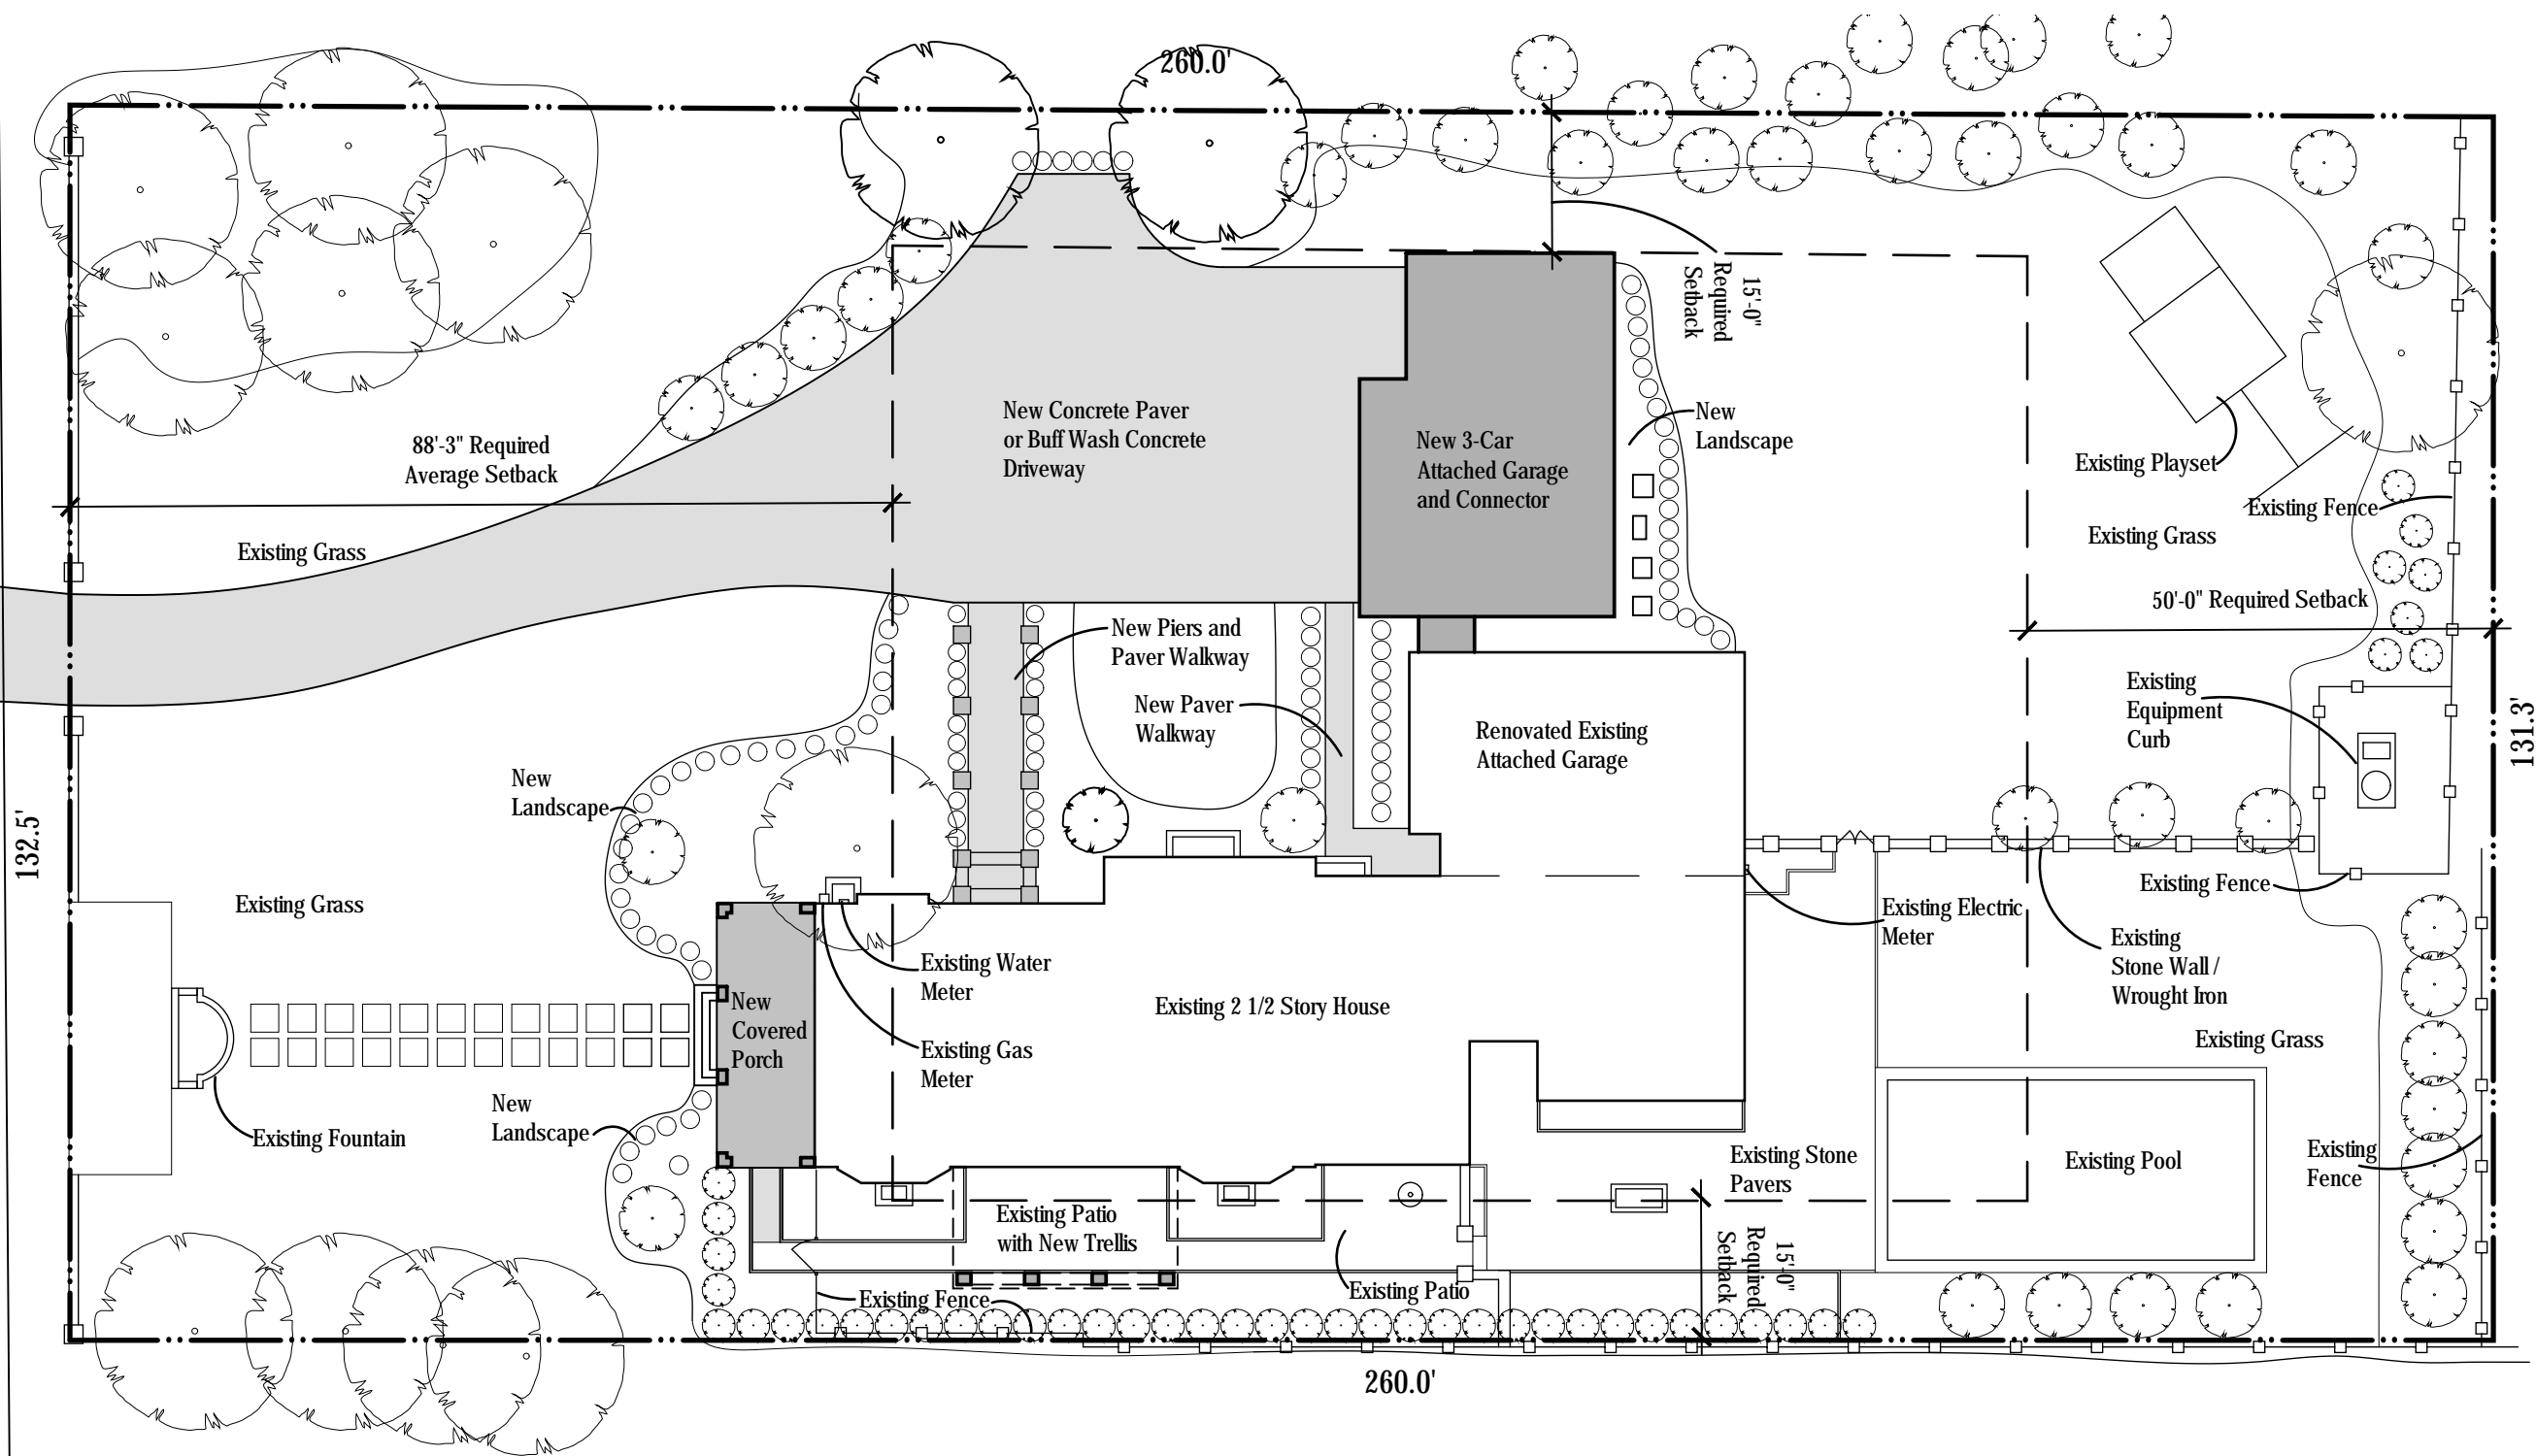 260.0'
15'-0"
Required
Setback
88'-3" Required
Average Setback
New Concrete Paver
or Buff Wash Concrete
Driveway
New 3-Car
Attached Garage
and Connector
New
Landscape
Existing Playset
Existing Fence
Existing Grass
Existing Grass
50'-0" Required Setback
New Piers and
Paver Walkway
New Paver
Walkway
Renovated Existing
Attached Garage
Existing
Equipment
Curb
131.3'
132.5'
New
Landscape
Existing Grass
Existing Fence
Existing Electric
Meter
Existing
Stone Wall /
Wrought Iron
Existing Water
Meter
New
Covered
Porch
Existing 2 1/2 Story House
Existing Gas
Meter
Existing Grass
New
Landscape
Existing Fountain
Existing Stone
Pavers
Existing Pool
Existing
Fence
Existing Patio
with New Trellis
15'-0"
Required
Setback
Existing Patio
Existing Fence
260.0'